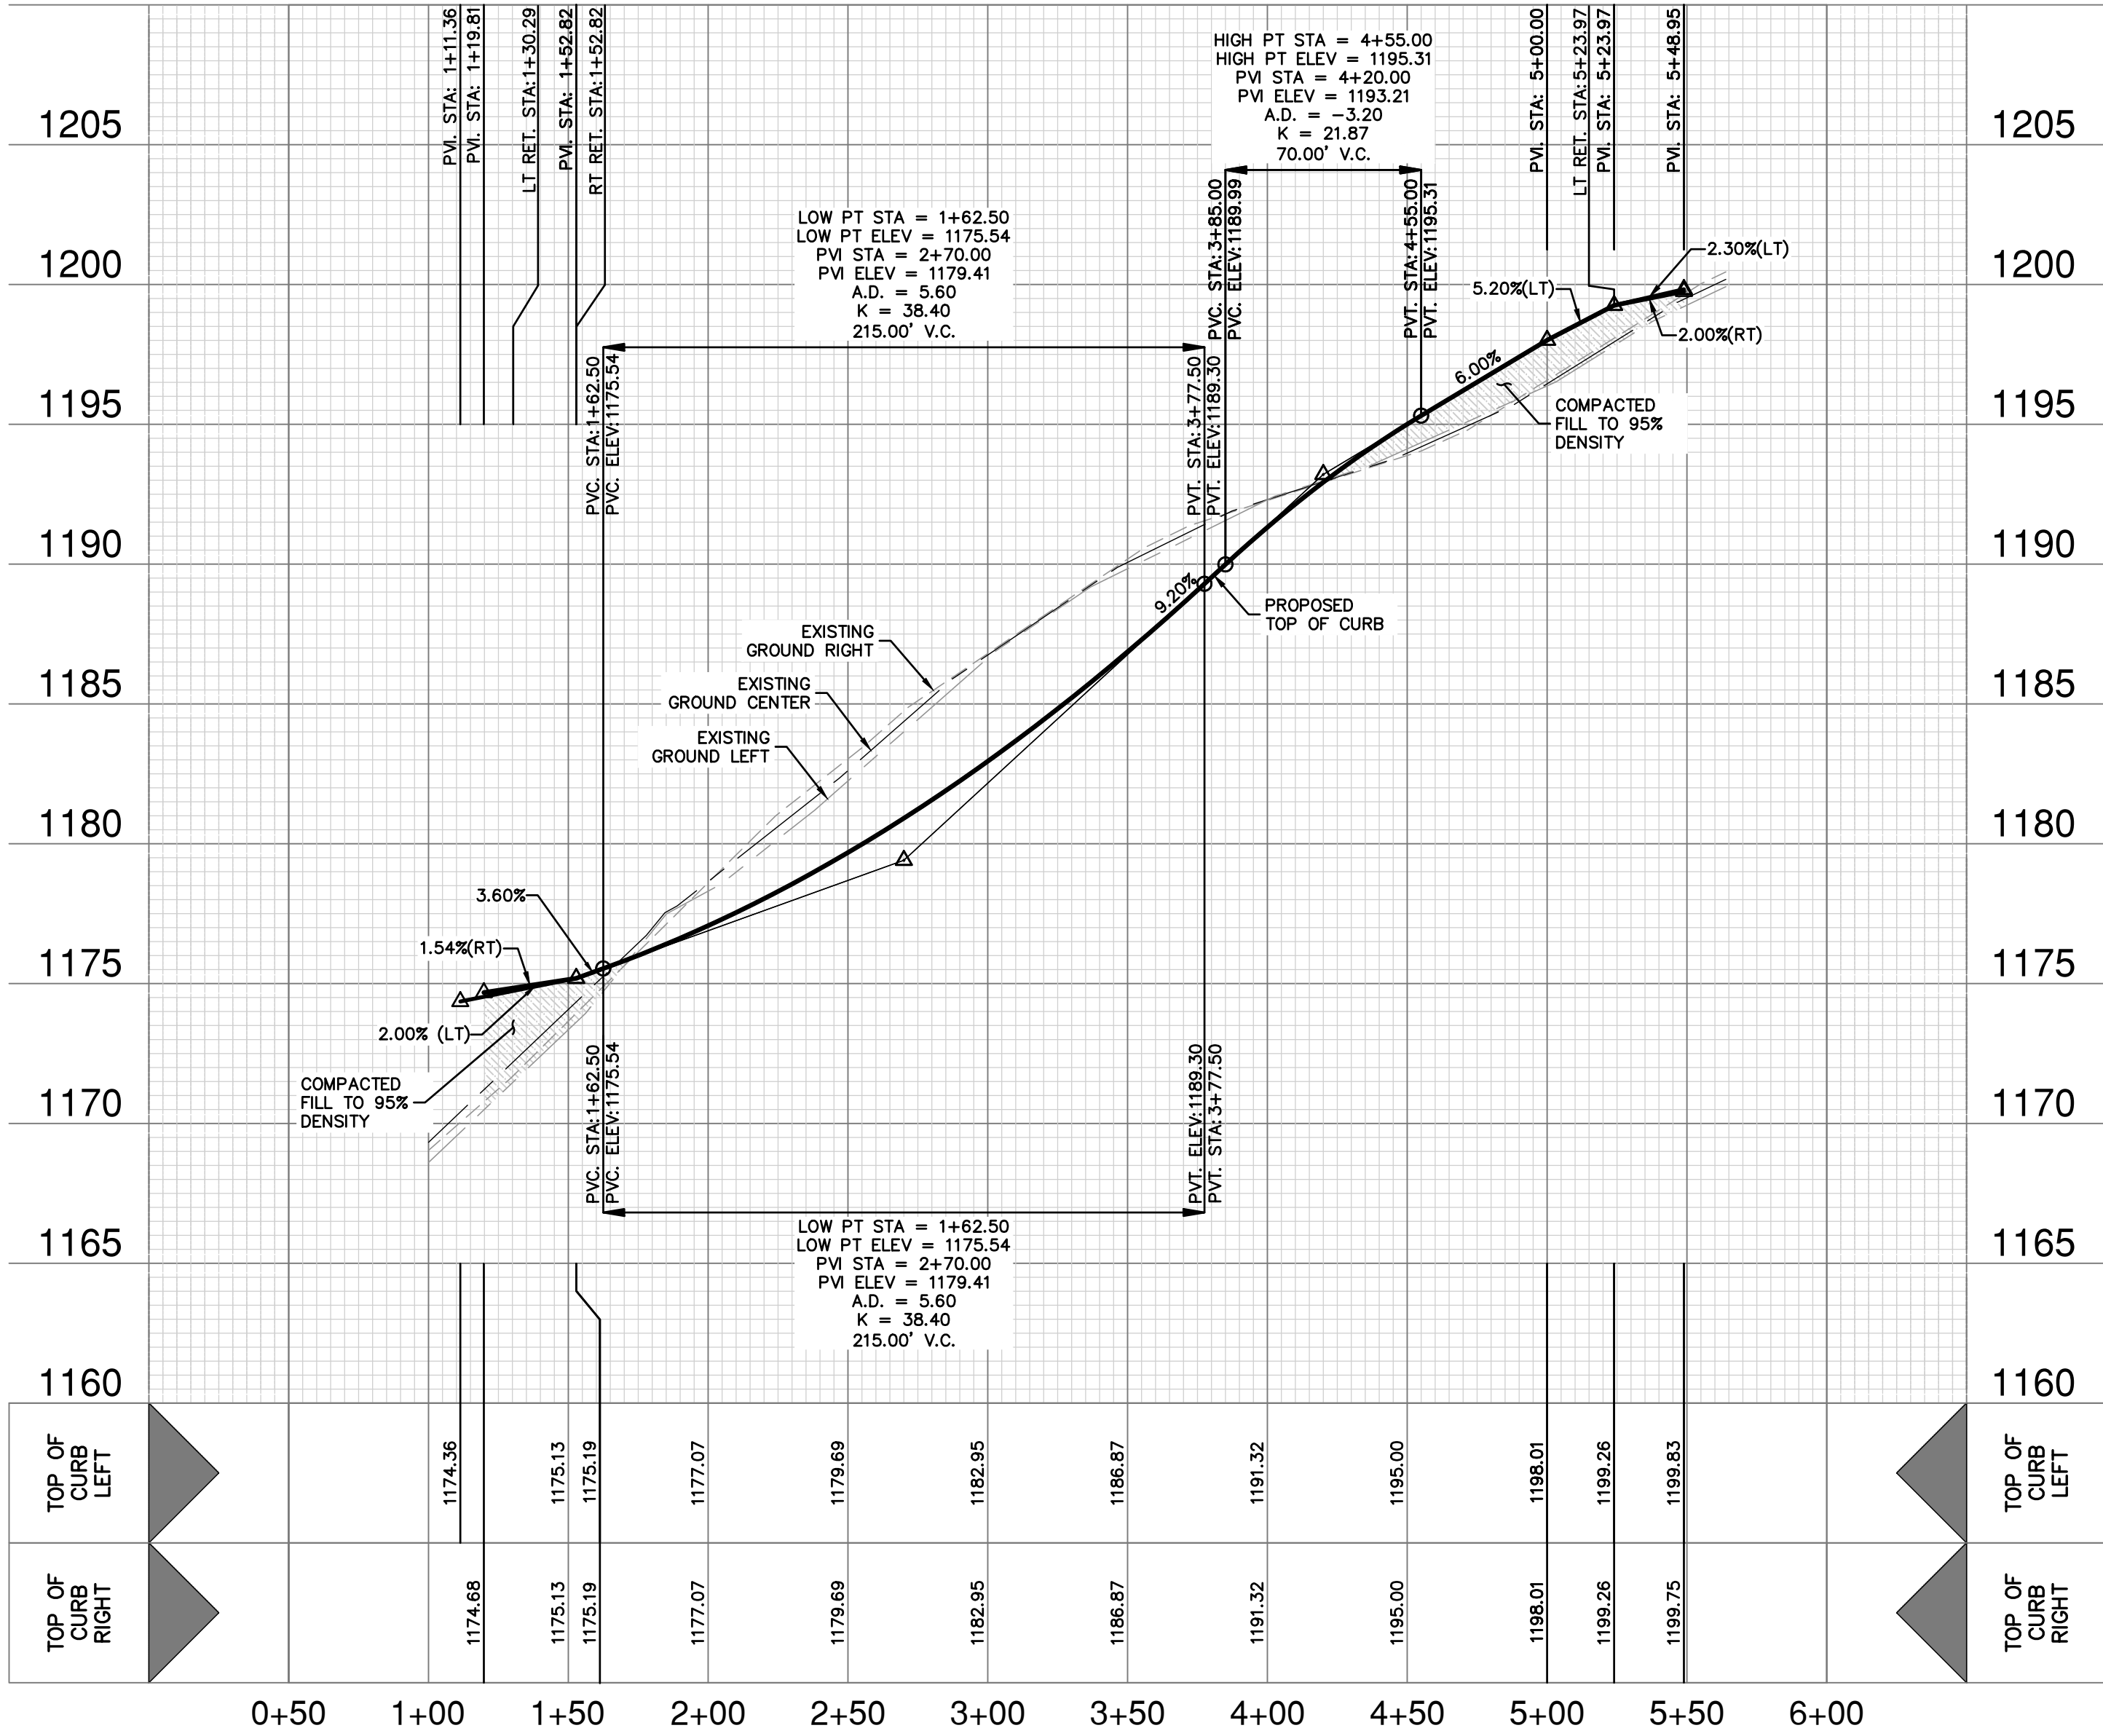 PVI. STA: 1+11.36
PVI. STA: 1+19.81
LT RET. STA:1+30.29
PVI. STA: 1+52.82
RT RET. STA:1+52.82
HIGH PT STA = 4+55.00
HIGH PT ELEV = 1195.31
PVI STA = 4+20.00
PVI ELEV = 1193.21
A.D. = -3.20
K = 21.87
70.00' V.C.
PVI. STA: 5+00.00
LT RET. STA:5+23.97
PVI. STA: 5+23.97
PVI. STA: 5+48.95
1205
1205
PVC. STA:3+85.00
PVC. ELEV:1189.99
PVT. STA:4+55.00
PVT. ELEV:1195.31
LOW PT STA = 1+62.50
LOW PT ELEV = 1175.54
PVI STA = 2+70.00
PVI ELEV = 1179.41
A.D. = 5.60
K = 38.40
215.00' V.C.
1200
1200
2.30%(LT)
5.20%(LT)
2.00%(RT)
6.00%
PVC. STA:1+62.50
PVC. ELEV:1175.54
PVT. STA:3+77.50
PVT. ELEV:1189.30
1195
1195
COMPACTED
FILL TO 95%
DENSITY
1190
1190
9.20%
PROPOSED
TOP OF CURB
EXISTING
GROUND RIGHT
EXISTING
GROUND CENTER
EXISTING
GROUND LEFT
1185
1185
1180
1180
3.60%
1.54%(RT)
1175
1175
2.00% (LT)
COMPACTED
FILL TO 95%
DENSITY
1170
1170
PVC. STA:1+62.50
PVC. ELEV:1175.54
PVT. ELEV:1189.30
PVT. STA:3+77.50
LOW PT STA = 1+62.50
LOW PT ELEV = 1175.54
PVI STA = 2+70.00
PVI ELEV = 1179.41
A.D. = 5.60
K = 38.40
215.00' V.C.
1165
1165
1160
1160
TOP OF
CURB
LEFT
1174.36
1175.13
1175.19
1177.07
1179.69
1182.95
1186.87
1191.32
1195.00
1198.01
1199.26
1199.83
TOP OF
CURB
LEFT
TOP OF
CURB
RIGHT
1174.68
1175.13
1175.19
1177.07
1179.69
1182.95
1186.87
1191.32
1195.00
1198.01
1199.26
1199.75
TOP OF
CURB
RIGHT
0+50 1+00 1+50 2+00 2+50 3+00 3+50 4+00 4+50 5+00 5+50 6+00